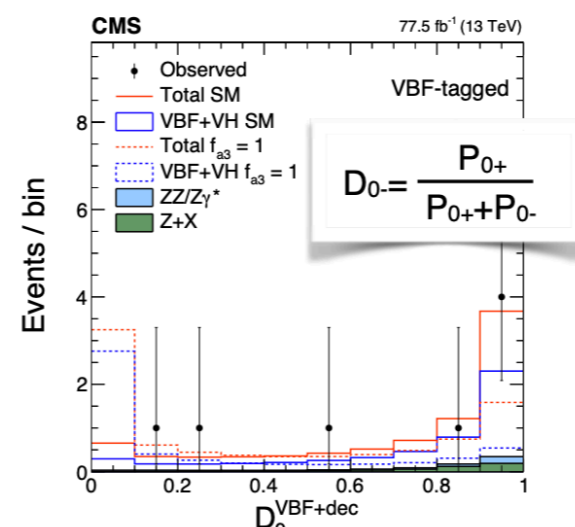 CMS 77.5 fb⁻¹ (13 TeV)
Observed
VBF-tagged
Total SM
VBF+VH SM
Total f_a3 = 1
VBF+VH f_a3 = 1
ZZ/Zγ*
Z+X
D0-= P0+
P0++P0-
Events / bin
8
6
4
2
0
0 0.2 0.4 0.6 0.8 1
D_0-^VBF+dec